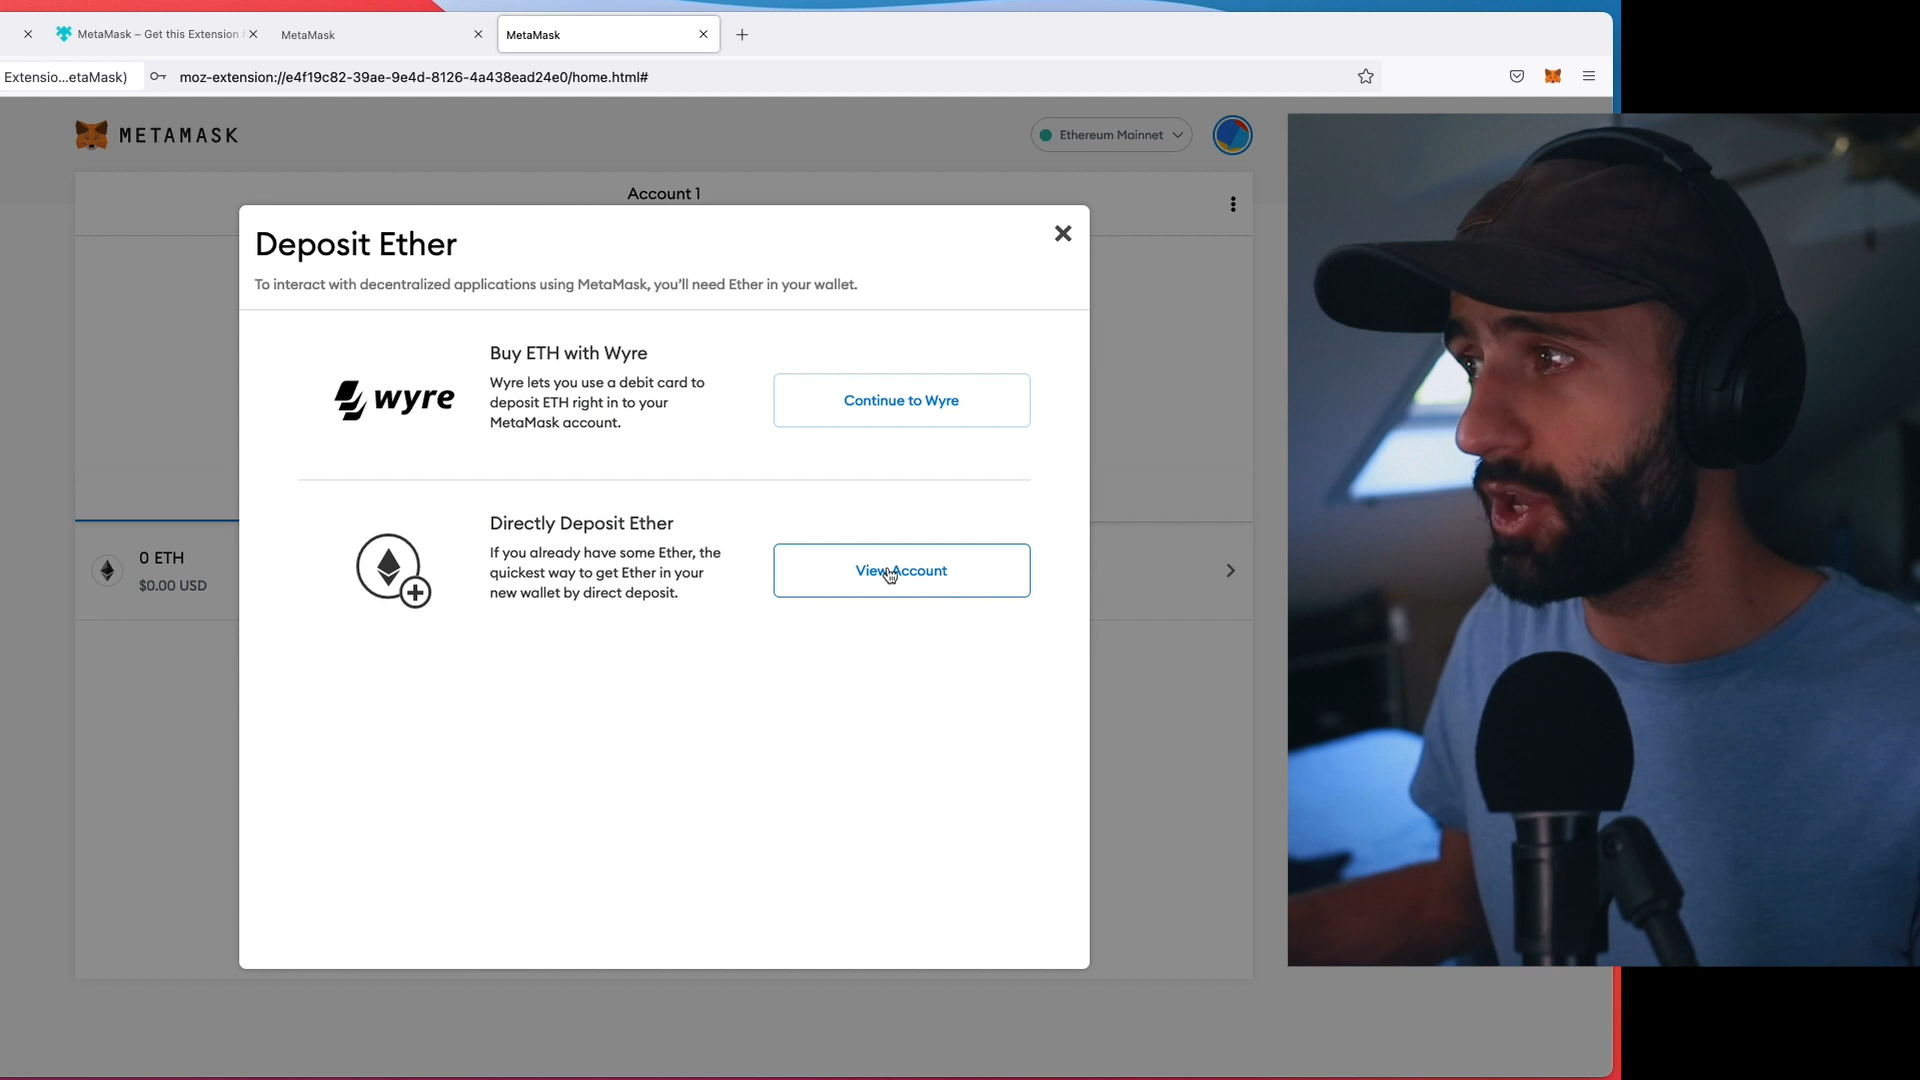 MetaMask – Get this Extension f
MetaMask
MetaMask
Extensio...etaMask)
moz-extension://e4f19c82-39ae-9e4d-8126-4a438ead24e0/home.html#
METAMASK
Ethereum Mainnet
Account 1
Deposit Ether
To interact with decentralized applications using MetaMask, you'll need Ether in your wallet.
wyre
Buy ETH with Wyre
Wyre lets you use a debit card to
deposit ETH right in to your
MetaMask account.
Continue to Wyre
0 ETH
$0.00 USD
Directly Deposit Ether
If you already have some Ether, the
quickest way to get Ether in your
new wallet by direct deposit.
View Account